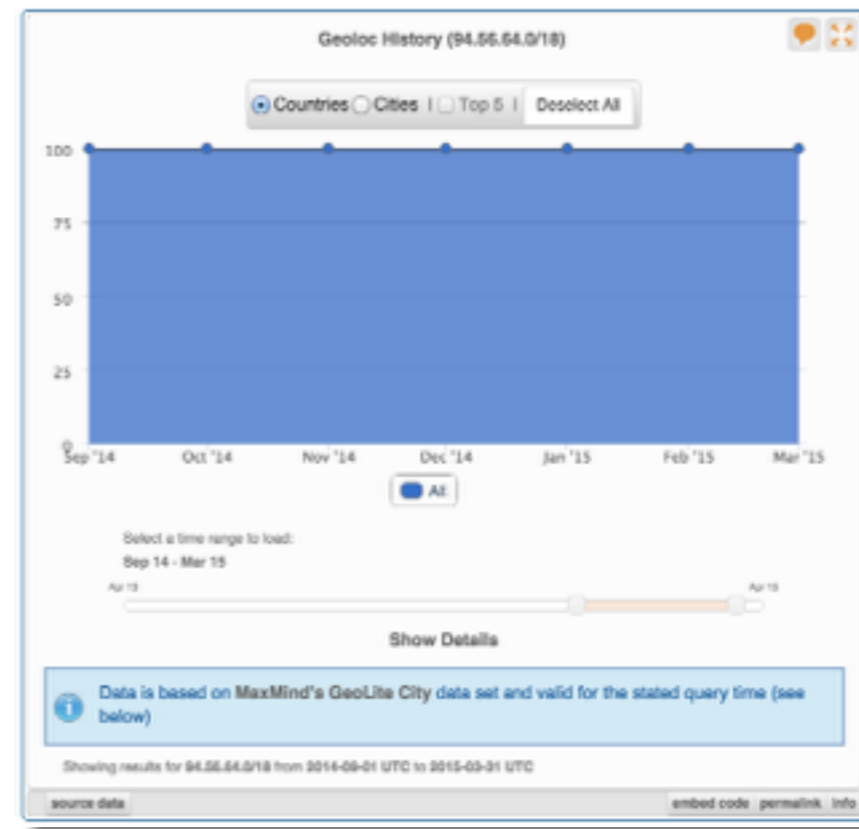 Geoloc History (94.56.64.0/18)
Countries Cities | Top 5 | Deselect All
100
75
50
25
0
Sep '14 Oct '14 Nov '14 Dec '14 Jan '15 Feb '15 Mar '15
Select a time range to load:
Sep 14 - Mar 15
Apr 13 Apr 15
Show Details
Data is based on MaxMind's GeoLite City data set and valid for the stated query time (see
below)
Showing results for 94.56.64.0/18 from 2014-09-01 UTC to 2015-03-31 UTC
source data embed code permalink info